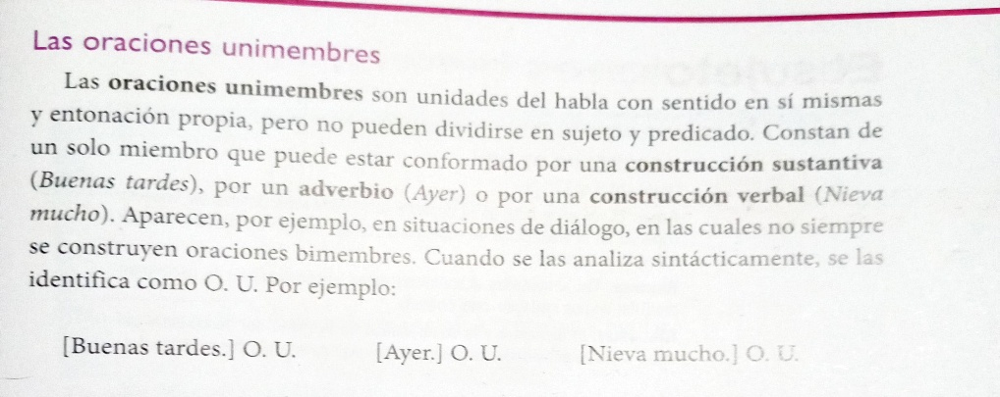 Las oraciones unimembres
Las oraciones unimembres son unidades del habla con sentido en sí mismas
y entonación propia, pero no pueden dividirse en sujeto y predicado. Constan de
un solo miembro que puede estar conformado por una construcción sustantiva
(Buenas tardes), por un adverbio (Ayer) o por una construcción verbal (Nieva
mucho). Aparecen, por ejemplo, en situaciones de diálogo, en las cuales no siempre
se construyen oraciones bimembres. Cuando se las analiza sintácticamente, se las
identifica como O. U. Por ejemplo:
[Buenas tardes.] O. U. [Ayer.] O. U. [Nieva mucho.] O. U.